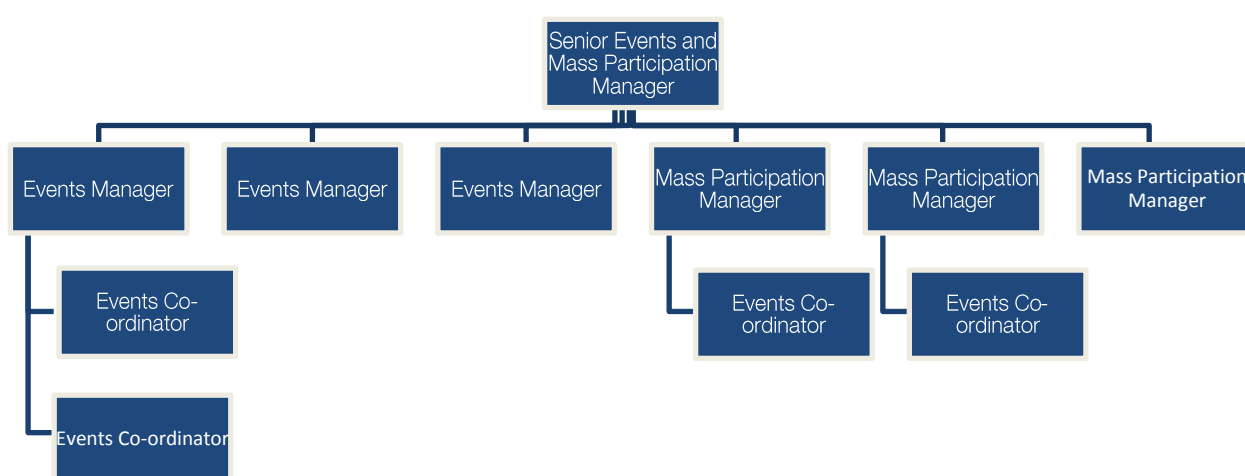 Senior Events and
Mass Participation
Manager
Events Manager
Events Manager
Events Manager
Mass Participation
Manager
Mass Participation
Manager
Mass Participation
Manager
Events Co-
ordinator
Events Co-
ordinator
Events Co-
ordinator
Events Co-ordinator